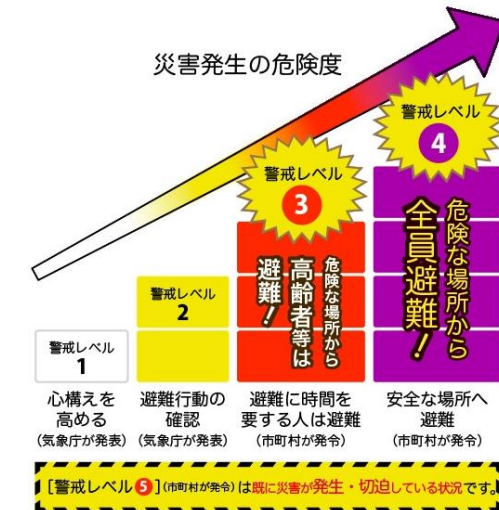 災害発生の危険度
警戒レベル
4
危険な場所から
全員避難！
警戒レベル
3
危険な場所から
高齢者等は
避難！
警戒レベル
2
警戒レベル
1
心構えを
高める
(気象庁が発表)
避難行動の
確認
(気象庁が発表)
避難に時間を
要する人は避難
(市町村が発令)
安全な場所へ
避難
(市町村が発令)
[警戒レベル5](市町村が発令)は既に災害が発生・切迫している状況です。